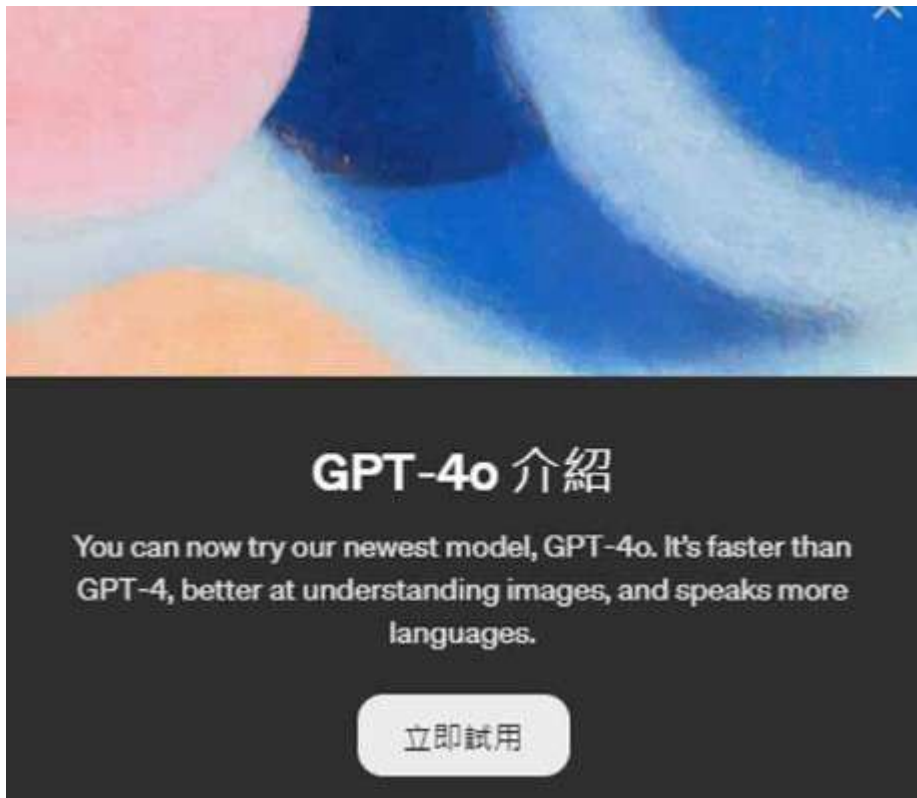 GPT-4o 介紹
You can now try our newest model, GPT-4o. It's faster than
GPT-4, better at understanding images, and speaks more
languages.
立即試用